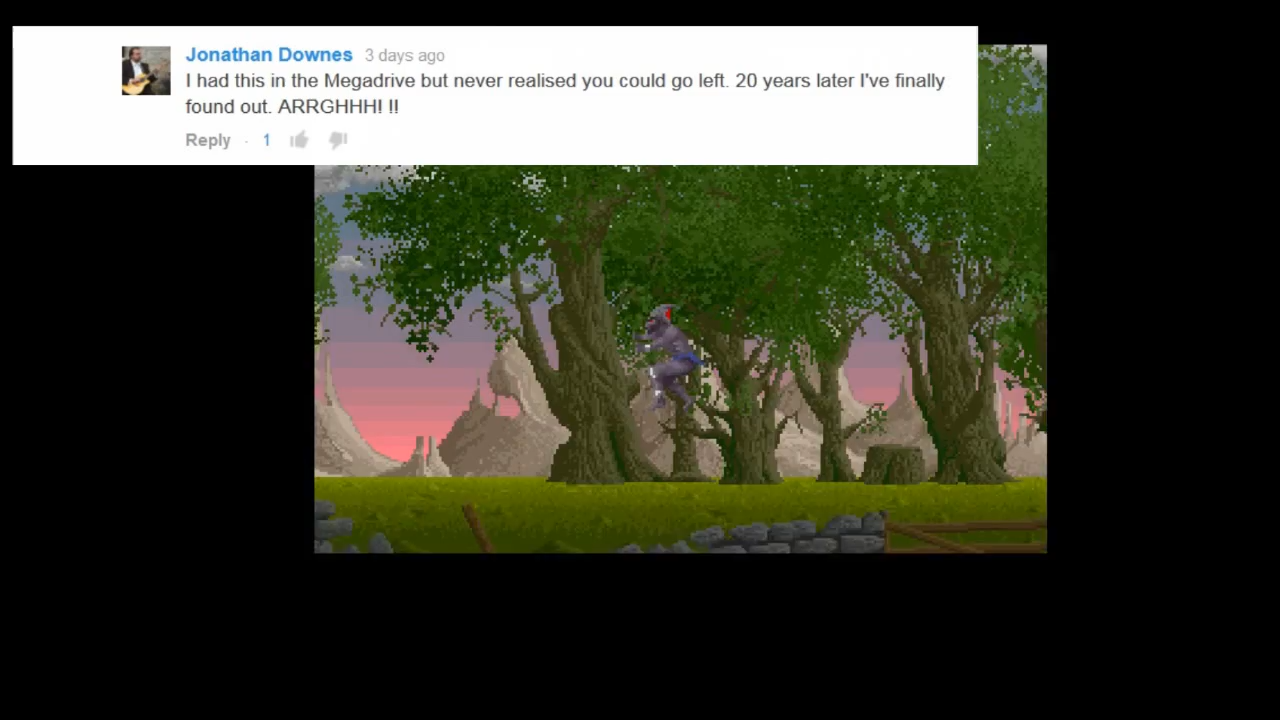 Jonathan Downes 3 days ago
I had this in the Megadrive but never realised you could go left. 20 years later I've finally
found out. ARRGHHH! !!
Reply · 1